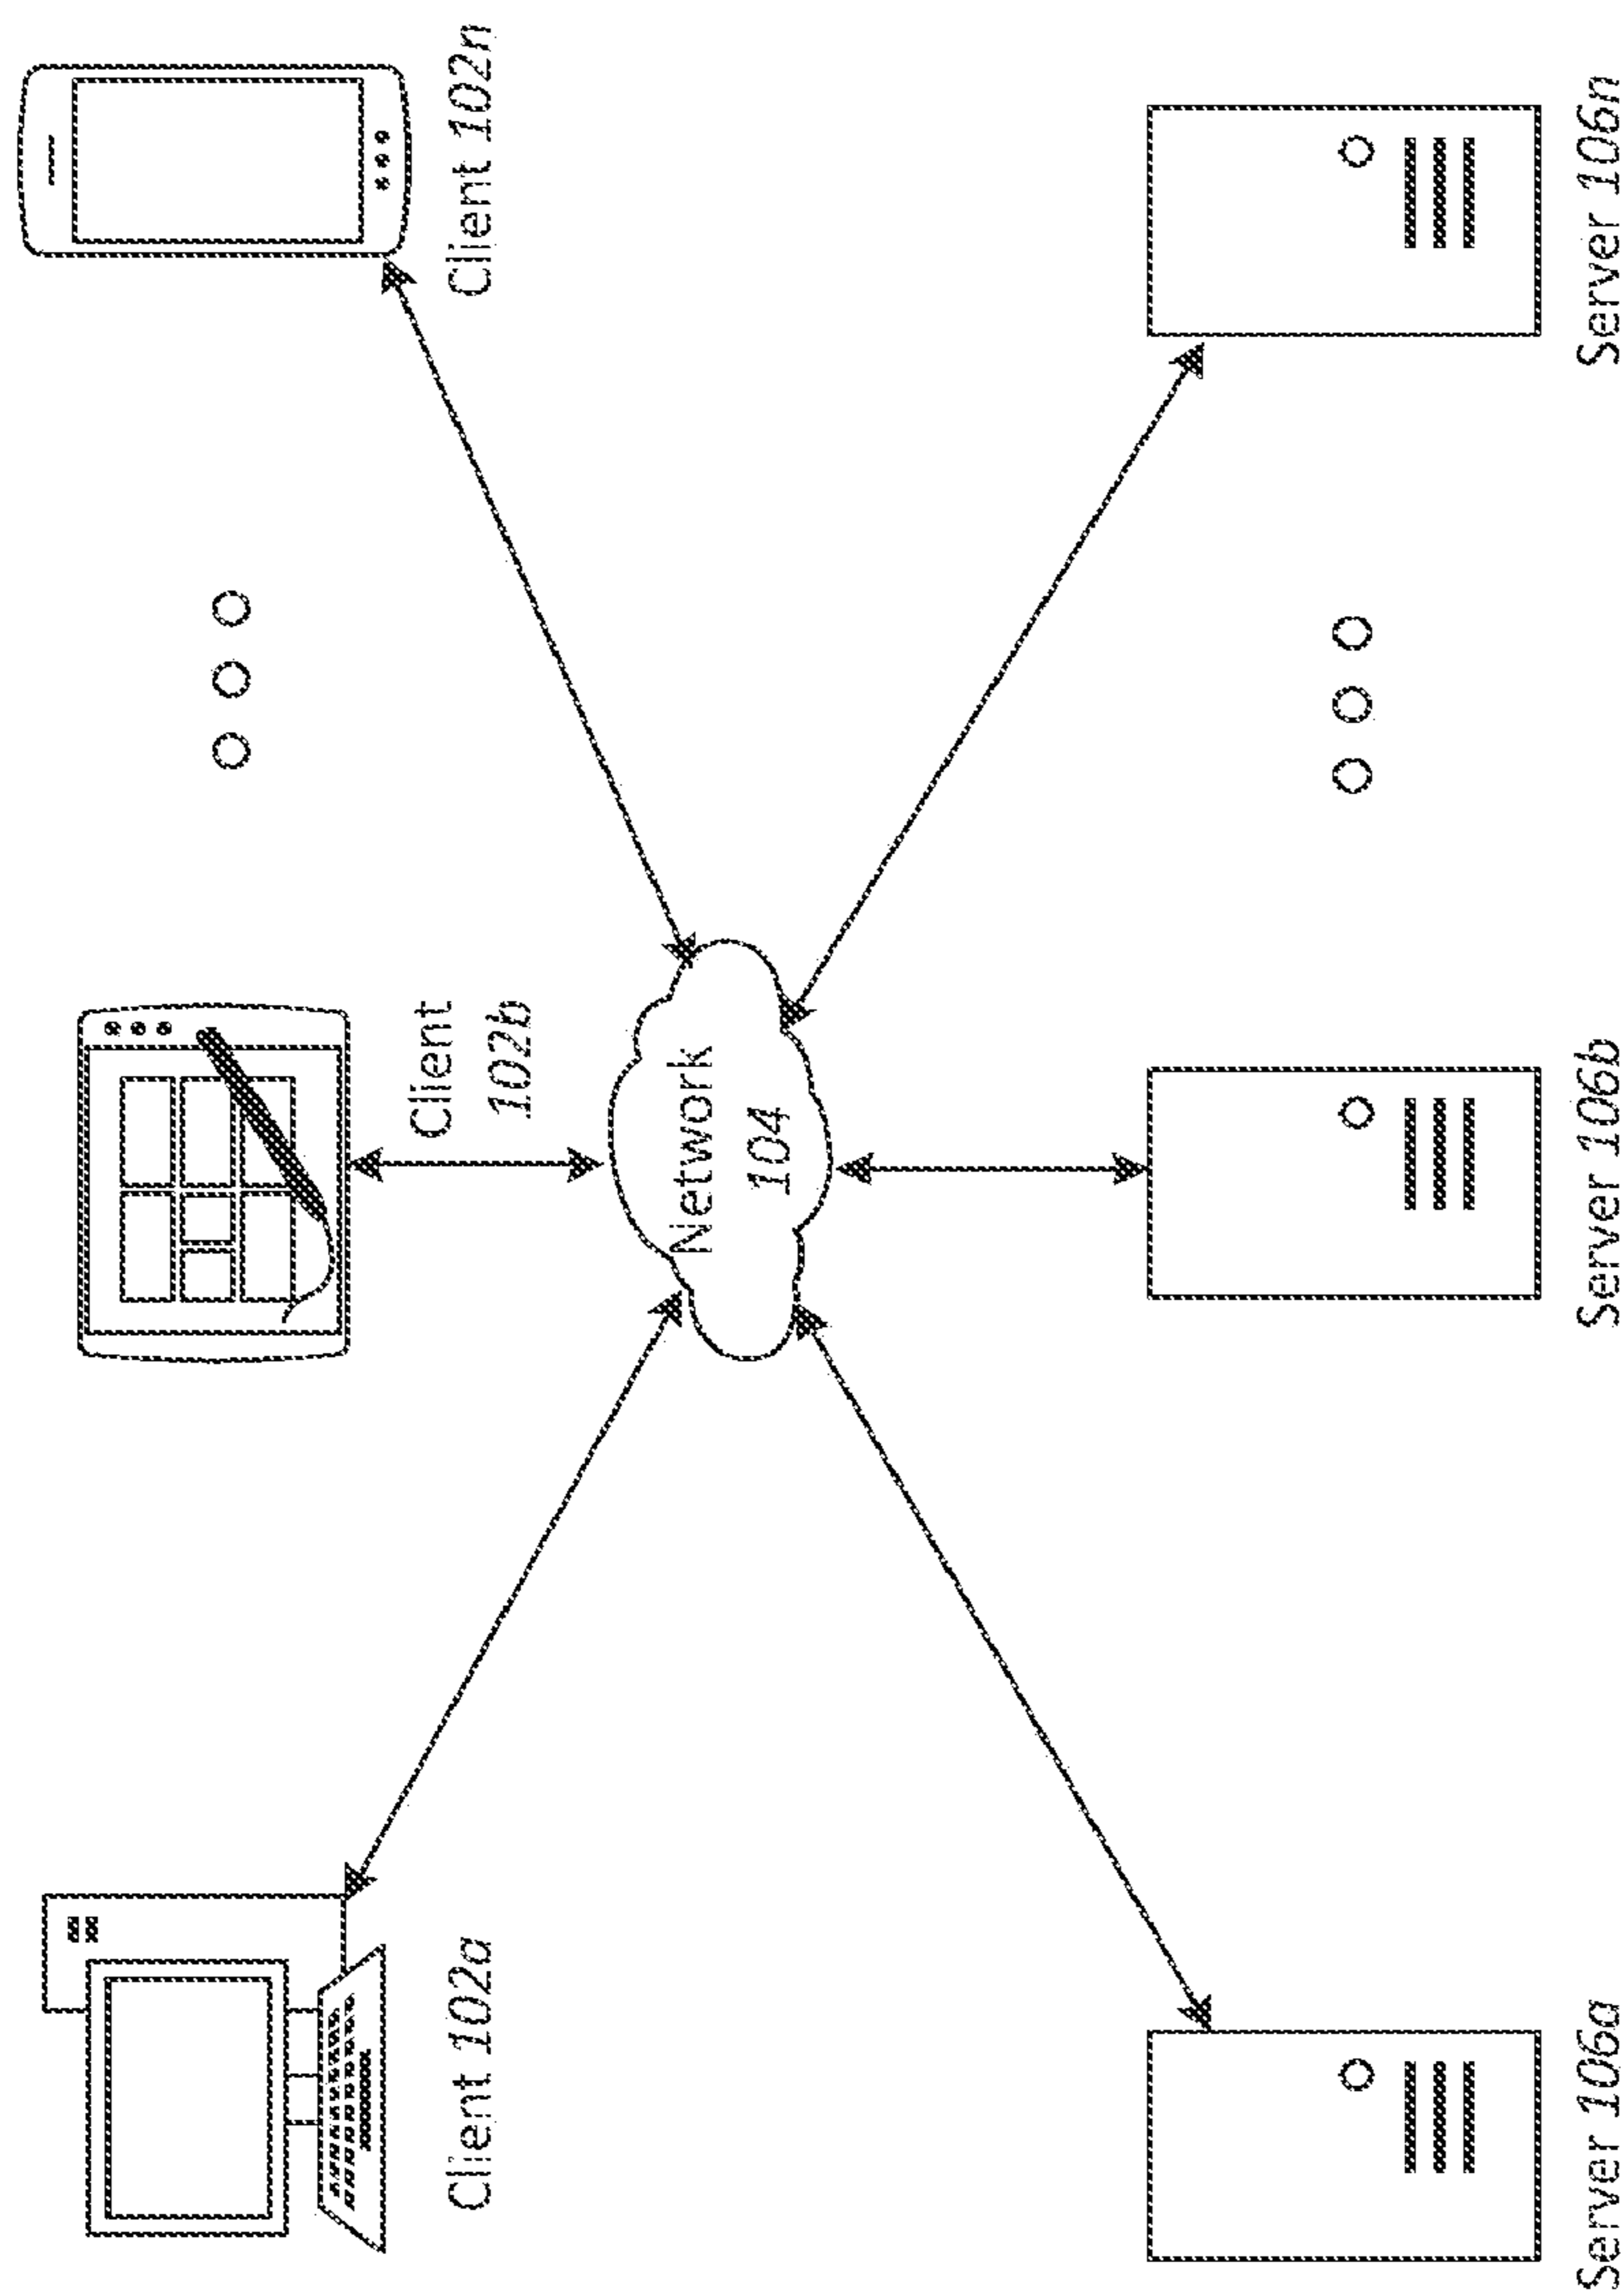 Client 102a
Client
102b
Client 102n
Network
104
Server 106a
Server 106b
Server 106n